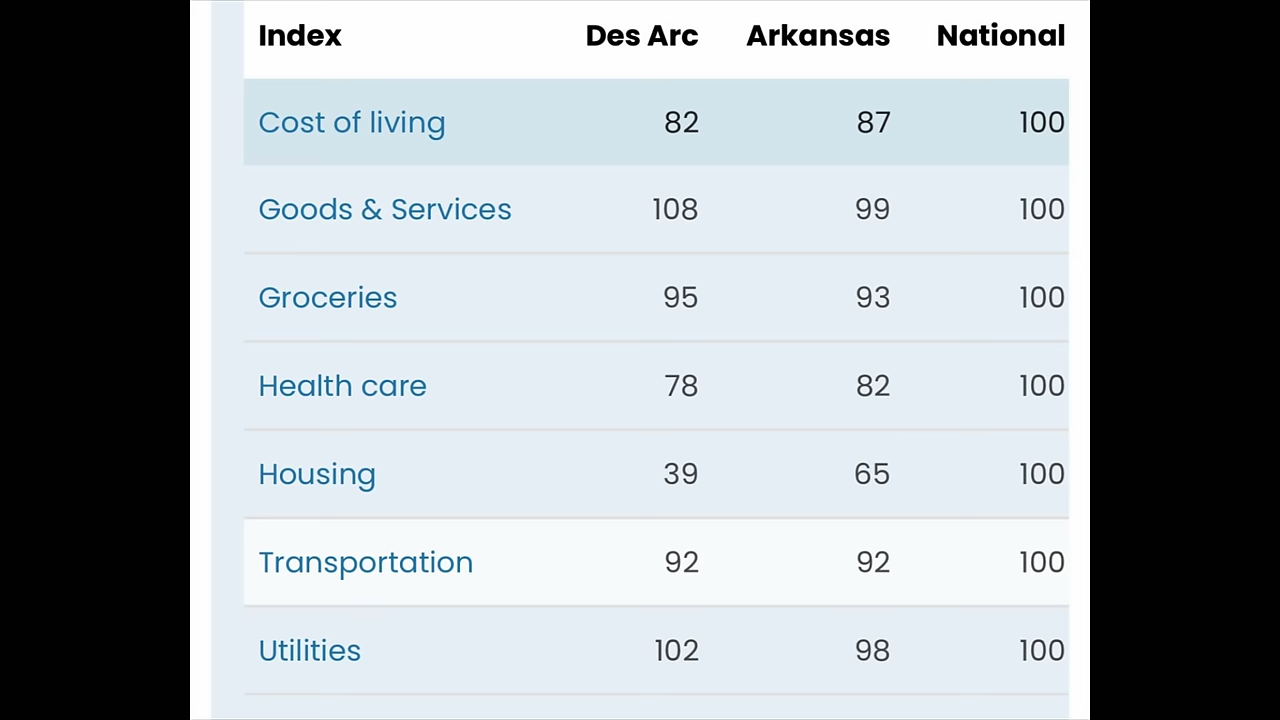 Index Des Arc Arkansas National
Cost of living 82 87 100
Goods & Services 108 99 100
Groceries 95 93 100
Health care 78 82 100
Housing 39 65 100
Transportation 92 92 100
Utilities 102 98 100